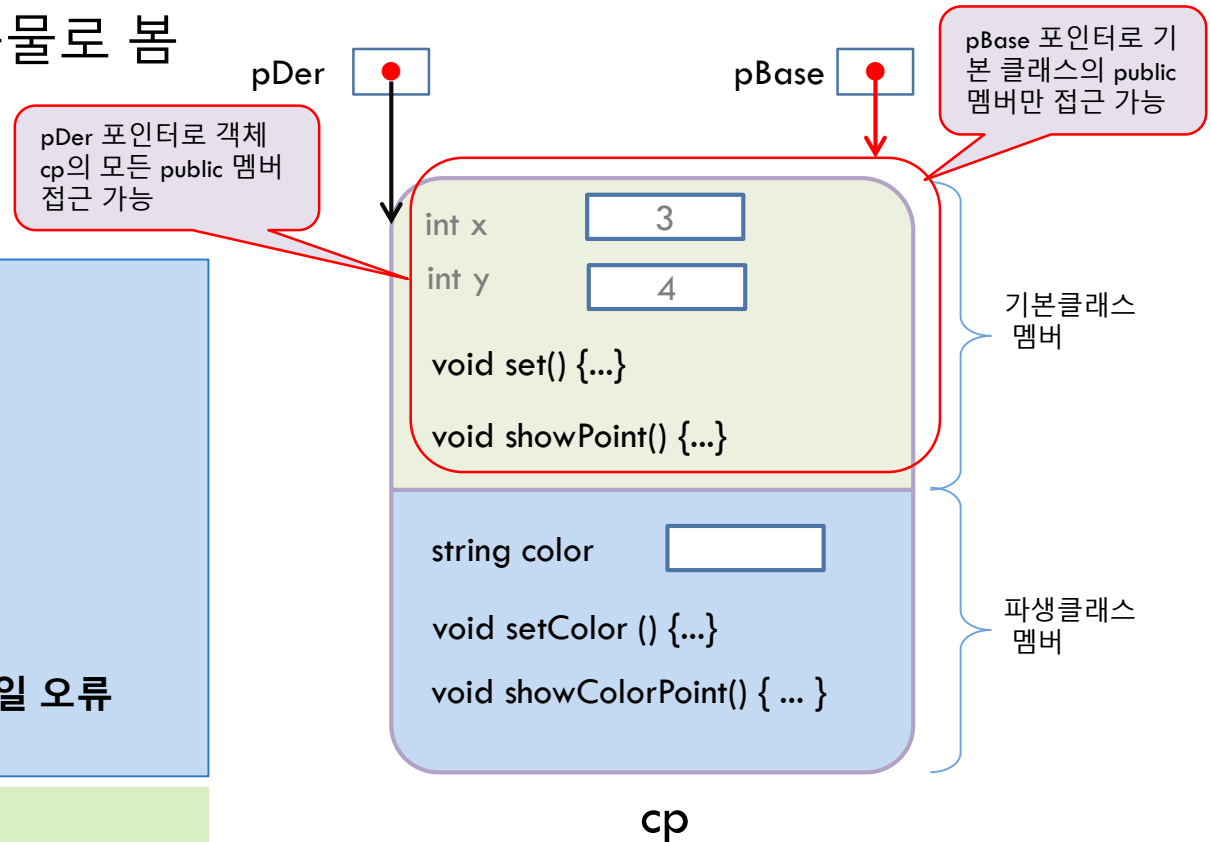 물로 봄
pDer
pBase
pBase 포인터로 기
본 클래스의 public
멤버만 접근 가능
pDer 포인터로 객체
cp의 모든 public 멤버
접근 가능
int x
3
int y
4
void set() {...}
void showPoint() {...}
기본클래스
멤버
string color
void setColor () {...}
void showColorPoint() { ... }
파생클래스
멤버
일 오류
cp